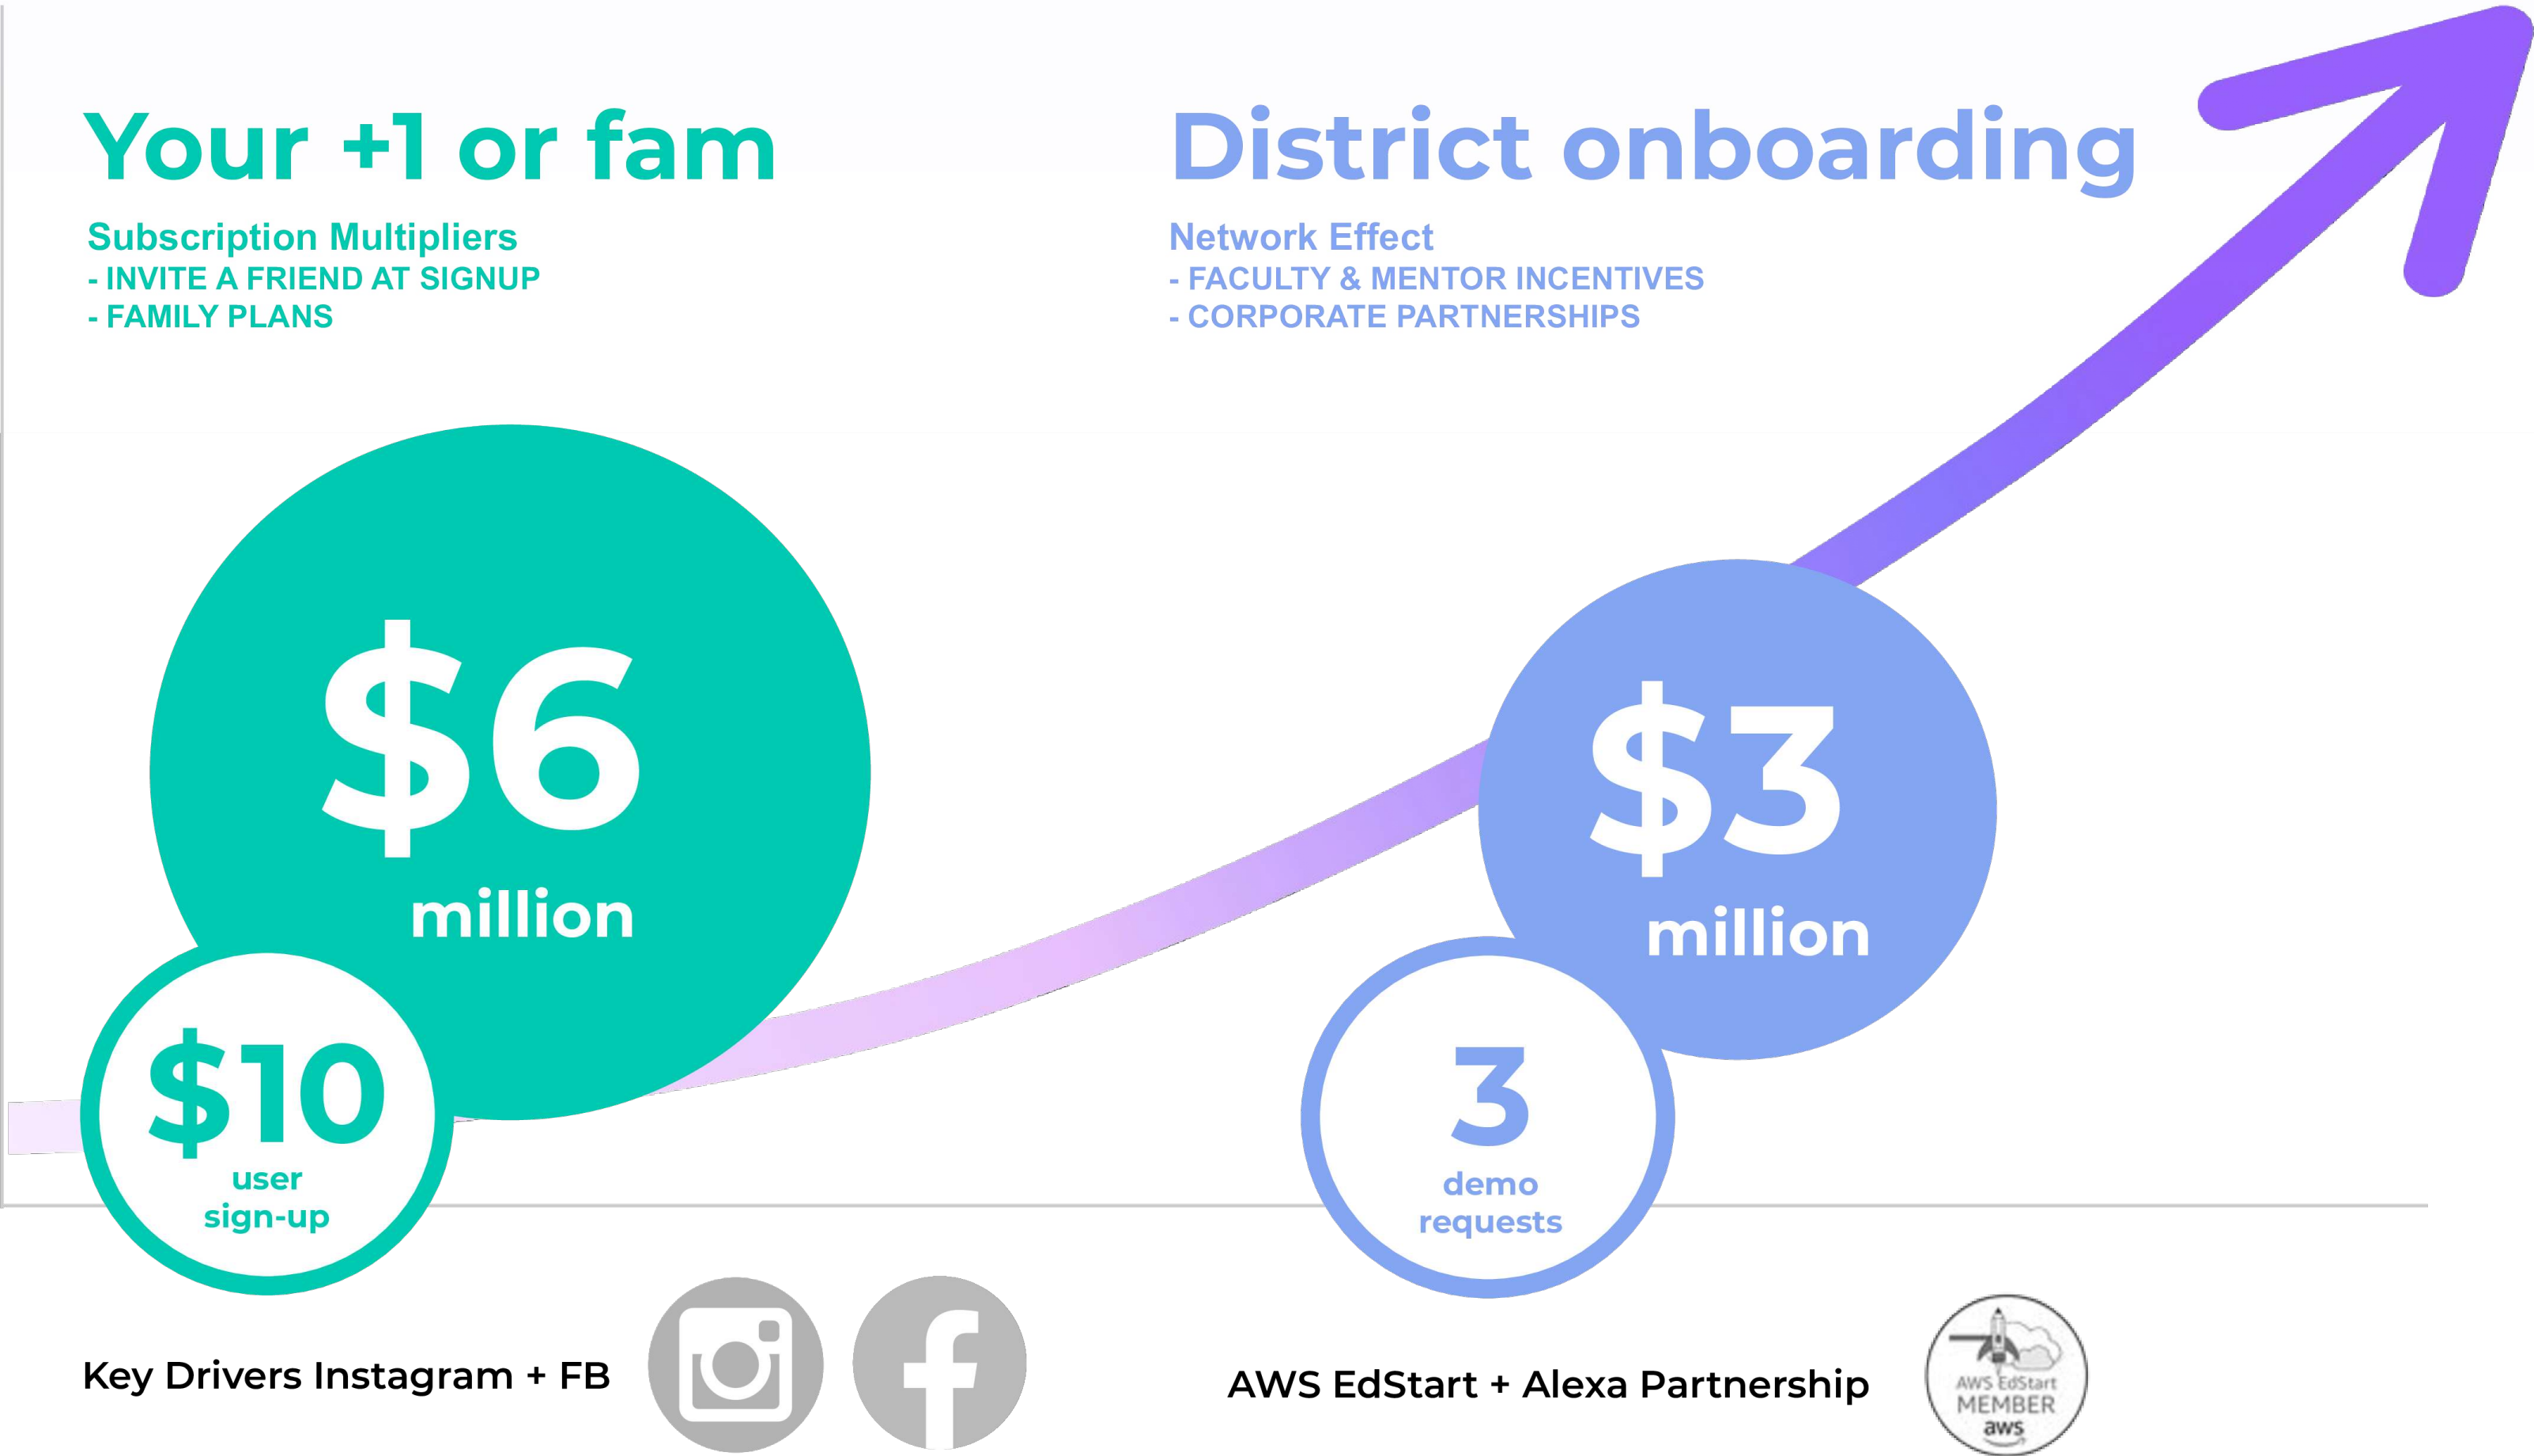 Your +1 or fam
Subscription Multipliers
- INVITE A FRIEND AT SIGNUP
- FAMILY PLANS
$6
million
$10
user
sign-up
Key Drivers Instagram + FB
District onboarding
Network Effect
- FACULTY & MENTOR INCENTIVES
- CORPORATE PARTNERSHIPS
$3
million
3
demo
requests
AWS EdStart + Alexa Partnership
AWS EdStart
MEMBER
aws